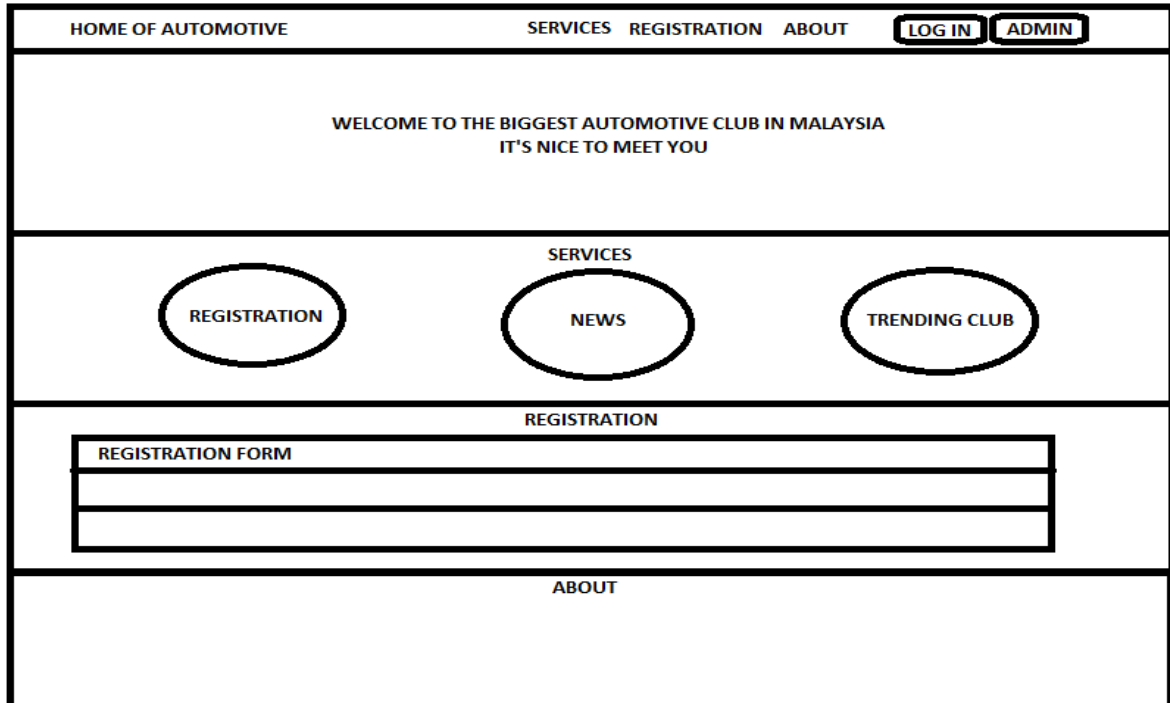 HOME OF AUTOMOTIVE SERVICES REGISTRATION ABOUT LOG IN ADMIN
WELCOME TO THE BIGGEST AUTOMOTIVE CLUB IN MALAYSIA
IT'S NICE TO MEET YOU
SERVICES
REGISTRATION NEWS TRENDING CLUB
REGISTRATION
REGISTRATION FORM
ABOUT